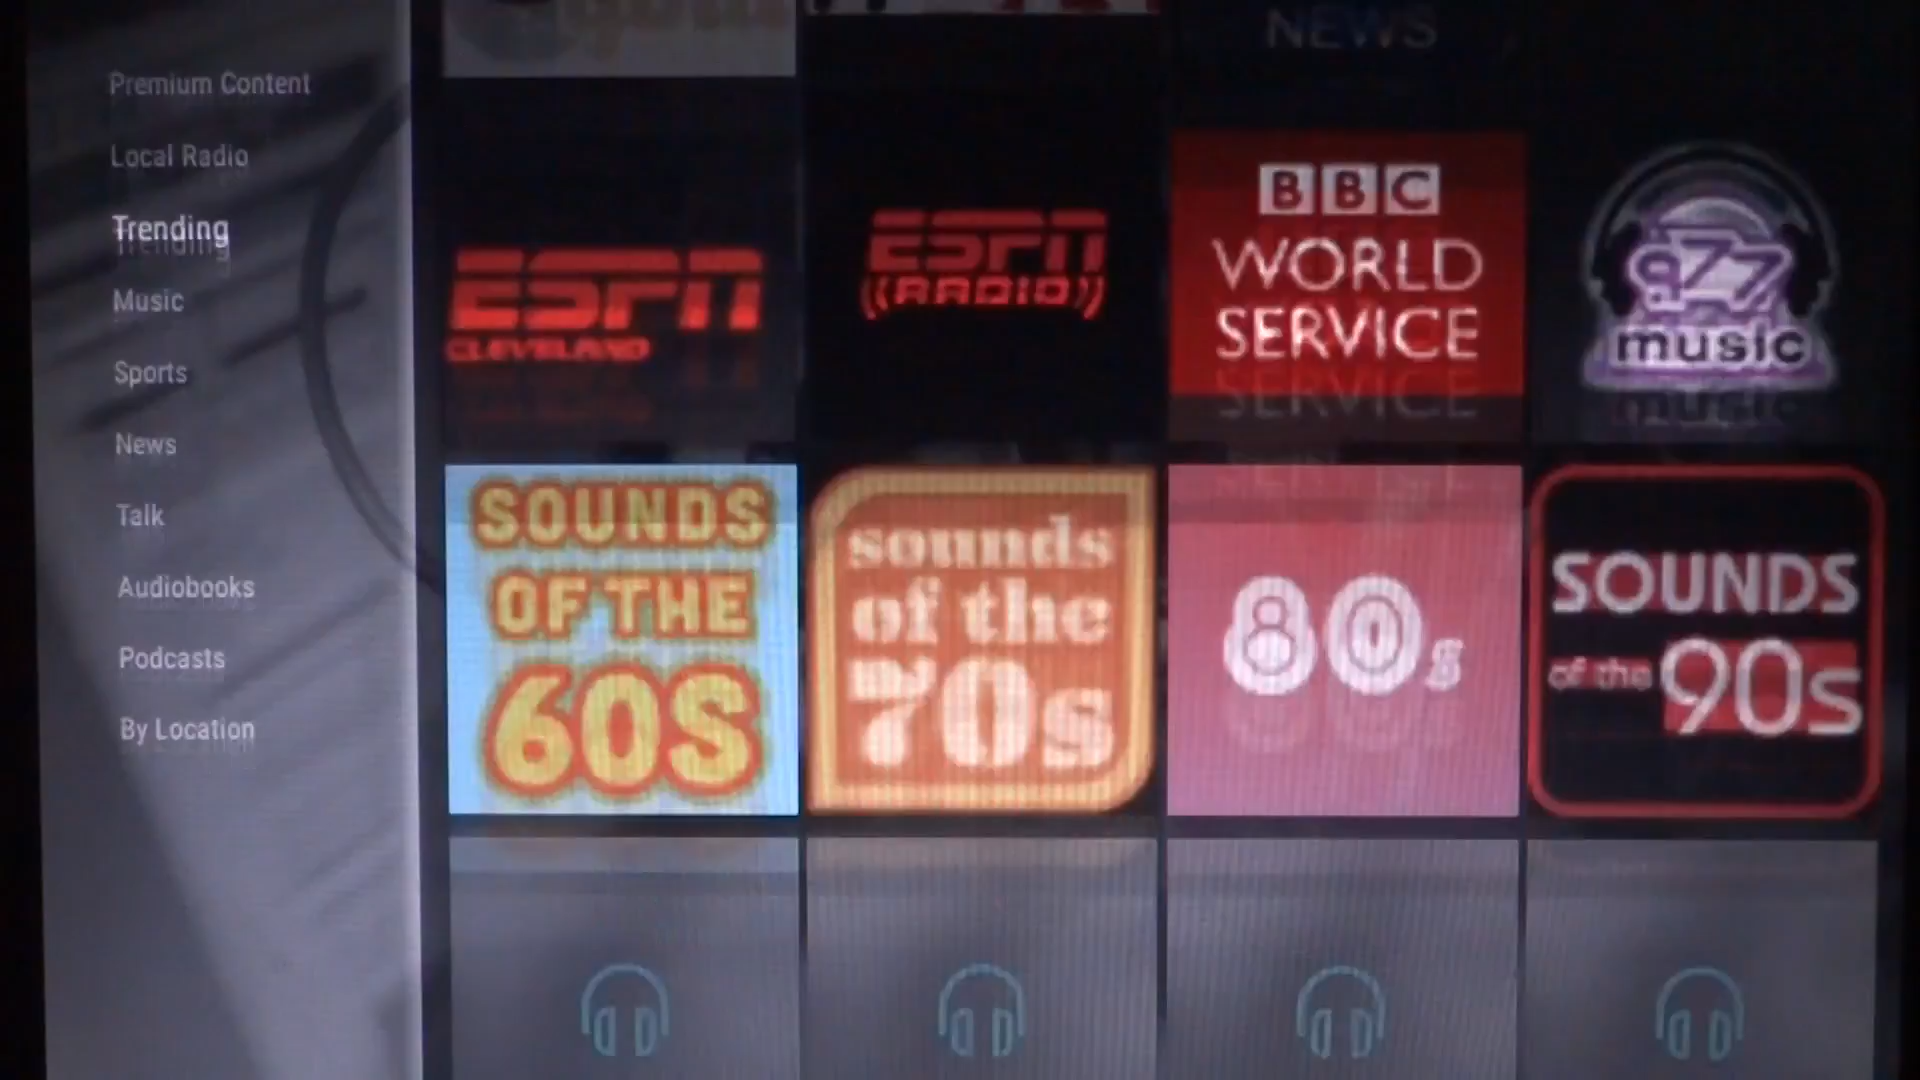 Premium Content
Local Radio
Trending
Music
Sports
News
Talk
Audiobooks
Podcasts
By Location
NEWS
ESPN
CLEVELAND
ESPN
RADIO
BBC
WORLD
SERVICE
977
music
SOUNDS
OF THE
60S
sounds
of the
70s
80s
SOUNDS
of the 90s